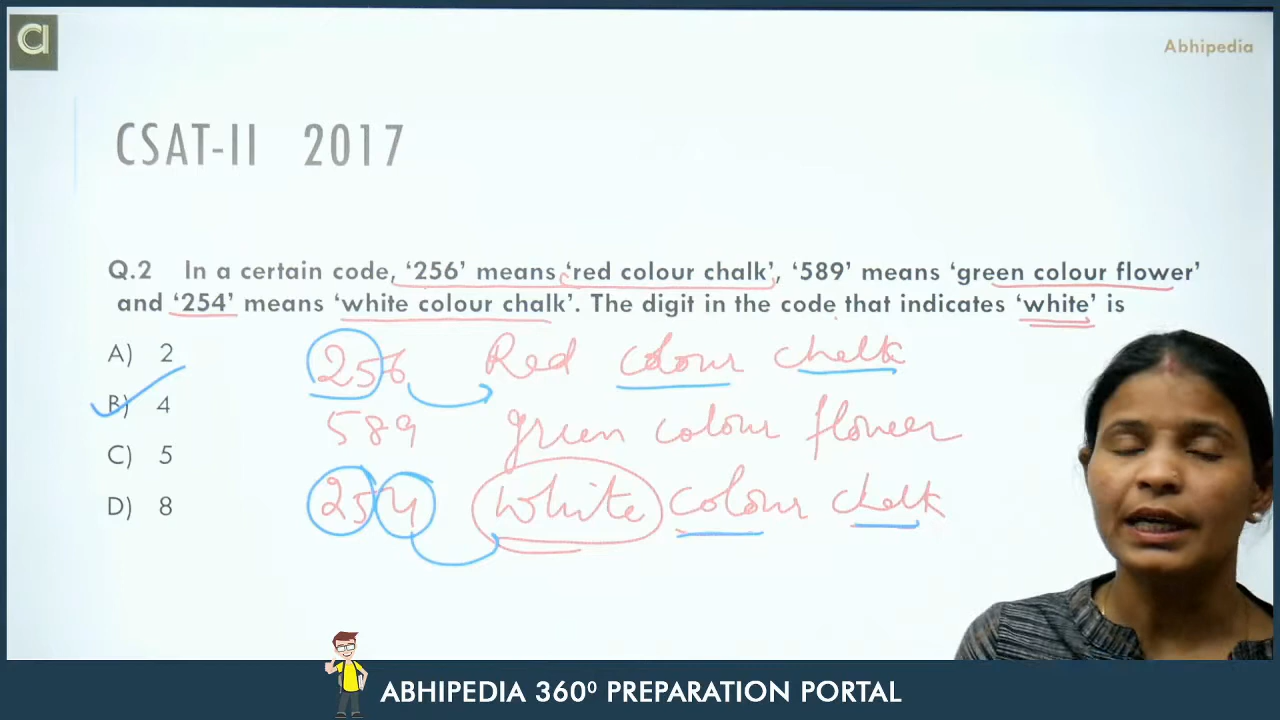 Abhipedia
CSAT-II 2017
Q.2 In a certain code, ‘256’ means ‘red colour chalk’, ‘589’ means ‘green colour flower’
and ‘254’ means ‘white colour chalk’. The digit in the code that indicates ‘white’ is
A) 2
B) 4
C) 5
D) 8
256 Red colour chalk
589 green colour flower
254 White colour chalk
ABHIPEDIA 360⁰ PREPARATION PORTAL